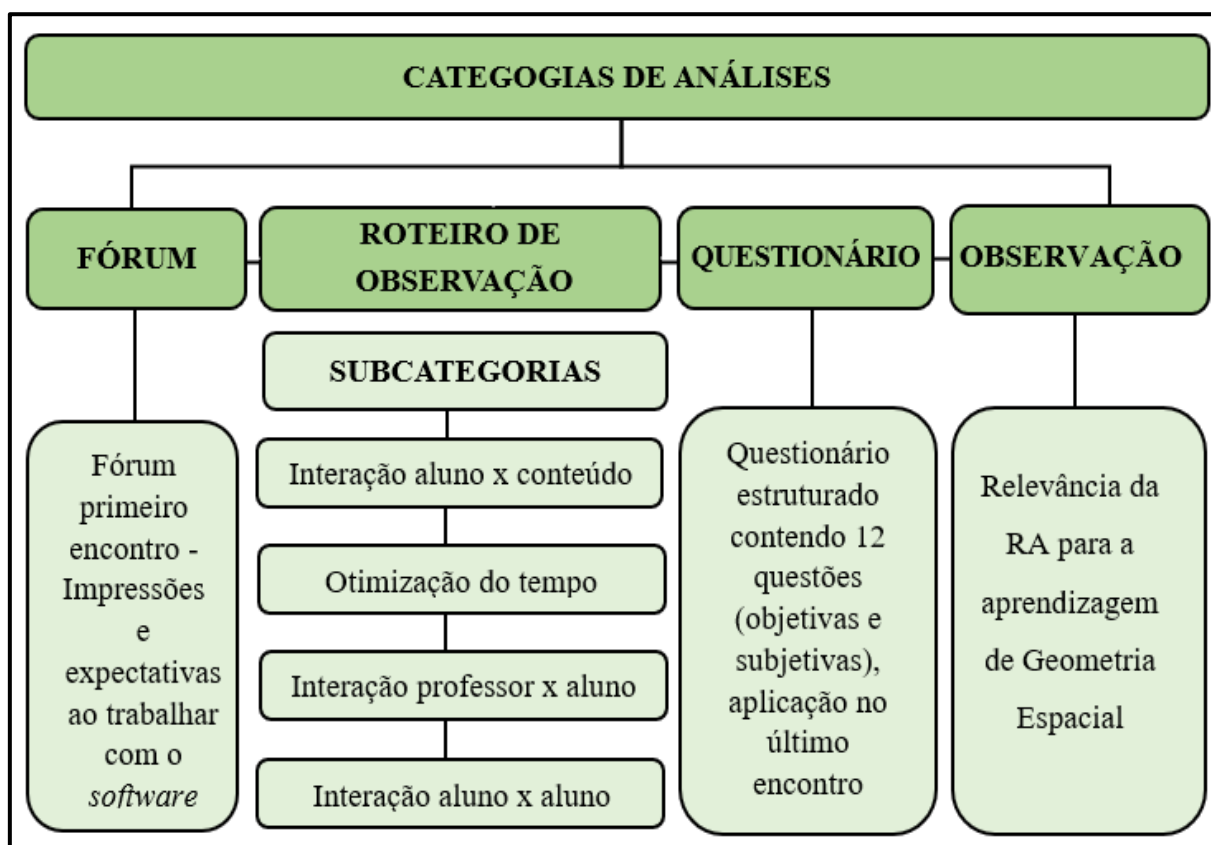 CATEGOGIAS DE ANÁLISES
FÓRUM
ROTEIRO DE
OBSERVAÇÃO
QUESTIONÁRIO
OBSERVAÇÃO
Fórum
primeiro
encontro -
Impressões
e
expectativas
ao trabalhar
com o
software
SUBCATEGORIAS
Interação aluno x conteúdo
Otimização do tempo
Interação professor x aluno
Interação aluno x aluno
Questionário
estruturado
contendo 12
questões
(objetivas e
subjetivas),
aplicação no
último
encontro
Relevância da
RA para a
aprendizagem
de Geometria
Espacial